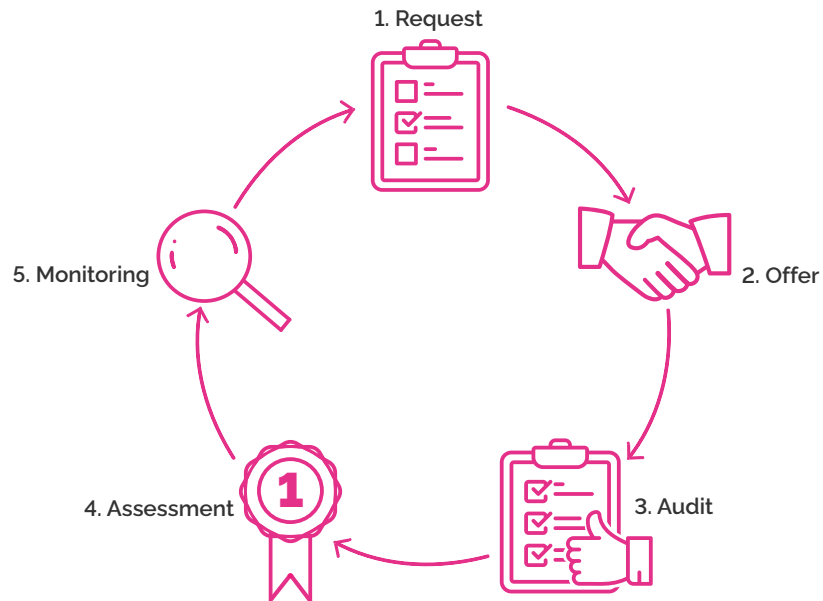 1. Request
2. Offer
3. Audit
4. Assessment
1
5. Monitoring